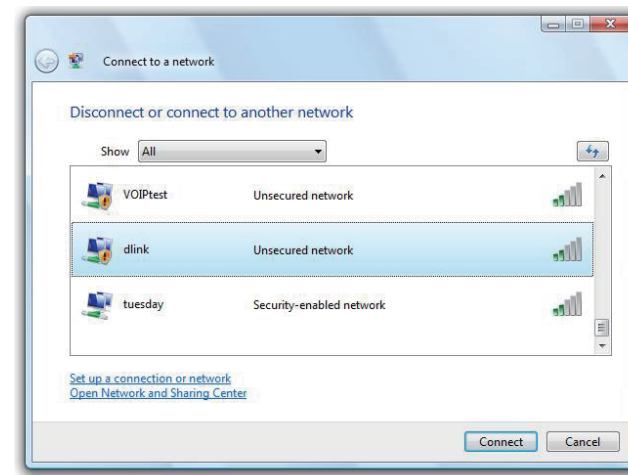 Connect to a network
Disconnect or connect to another network
Show All
VOIPtest Unsecured network
dlink Unsecured network
tuesday Security-enabled network
Set up a connection or network
Open Network and Sharing Center
Connect Cancel